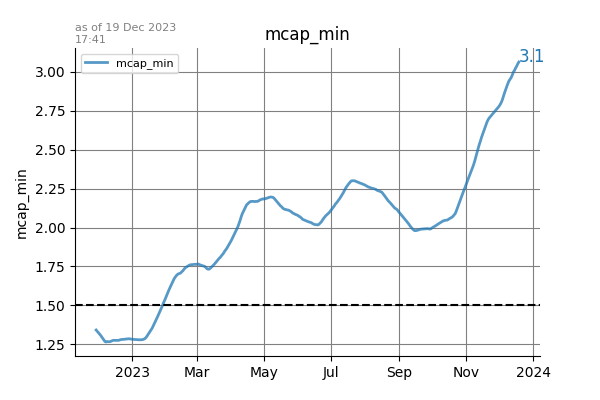 as of 19 Dec 2023
17:41
mcap_min
3.1
mcap_min
3.00
2.75
2.50
2.25
2.00
1.75
1.50
1.25
mcap_min
2023 Mar May Jul Sep Nov 2024